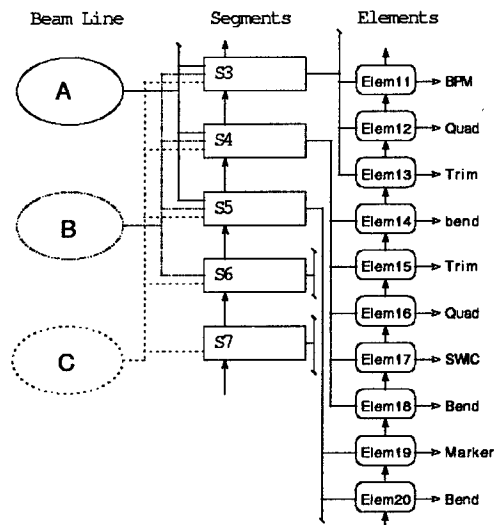 Beam Line Segments Elements
A
B
C
S3
S4
S5
S6
S7
Elem11 BPM
Elem12 Quad
Elem13 Trim
Elem14 bend
Elem15 Trim
Elem16 Quad
Elem17 SWIC
Elem18 Bend
Elem19 Marker
Elem20 Bend